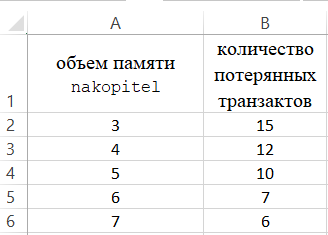 A B
объем памяти
nakopitel
количество
потерянных
транзактов
1
2 3 15
3 4 12
4 5 10
5 6 7
6 7 6